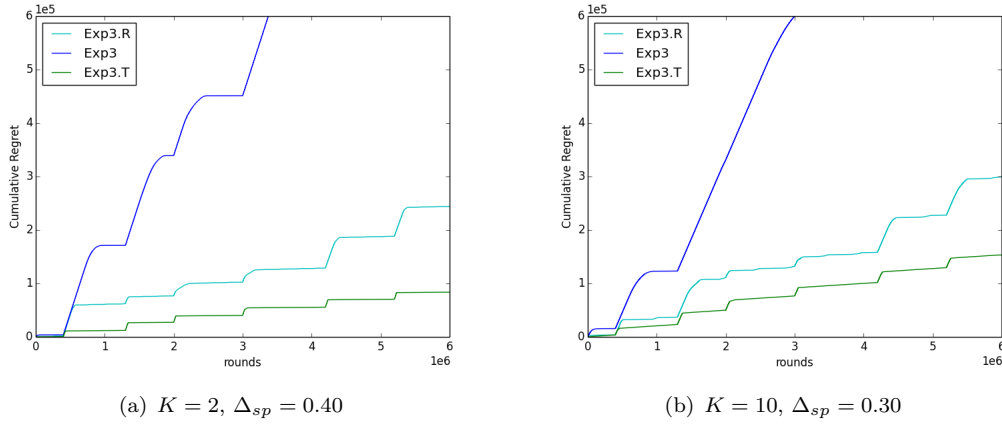 1e5
6
5
4
3
2
1
0
Cumulative Regret
Exp3.R
Exp3
Exp3.T
0 1 2 3 4 5 6
rounds
1e6
(a) K = 2, Δsp = 0.40
1e5
6
5
4
3
2
1
0
Cumulative Regret
Exp3.R
Exp3
Exp3.T
0 1 2 3 4 5 6
rounds
1e6
(b) K = 10, Δsp = 0.30